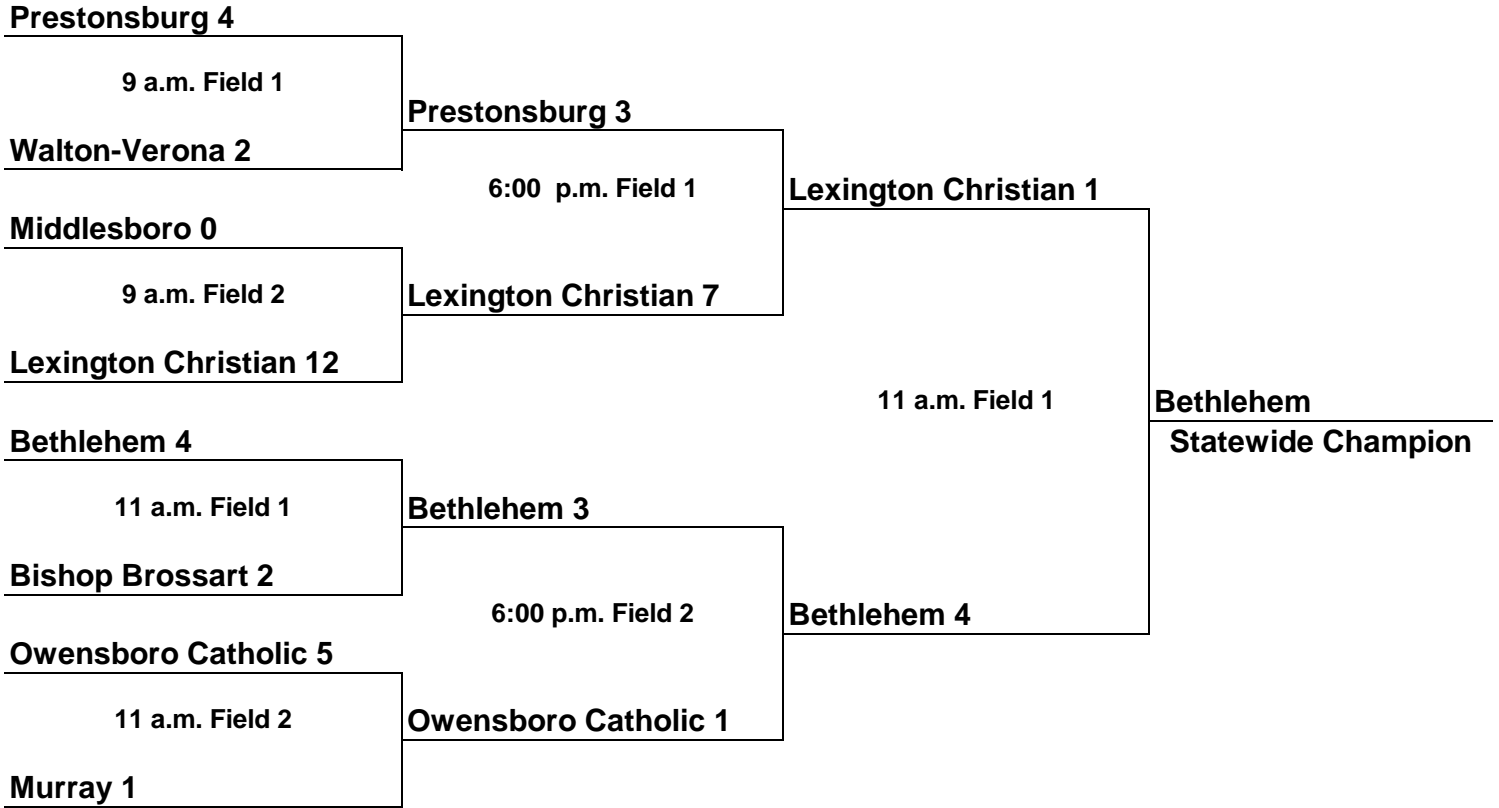 Prestonsburg 4
9 a.m. Field 1
Prestonsburg 3
Walton-Verona 2
6:00 p.m. Field 1
Lexington Christian 1
Middlesboro 0
9 a.m. Field 2
Lexington Christian 7
Lexington Christian 12
11 a.m. Field 1
Bethlehem
Statewide Champion
Bethlehem 4
11 a.m. Field 1
Bethlehem 3
Bishop Brossart 2
6:00 p.m. Field 2
Bethlehem 4
Owensboro Catholic 5
11 a.m. Field 2
Owensboro Catholic 1
Murray 1